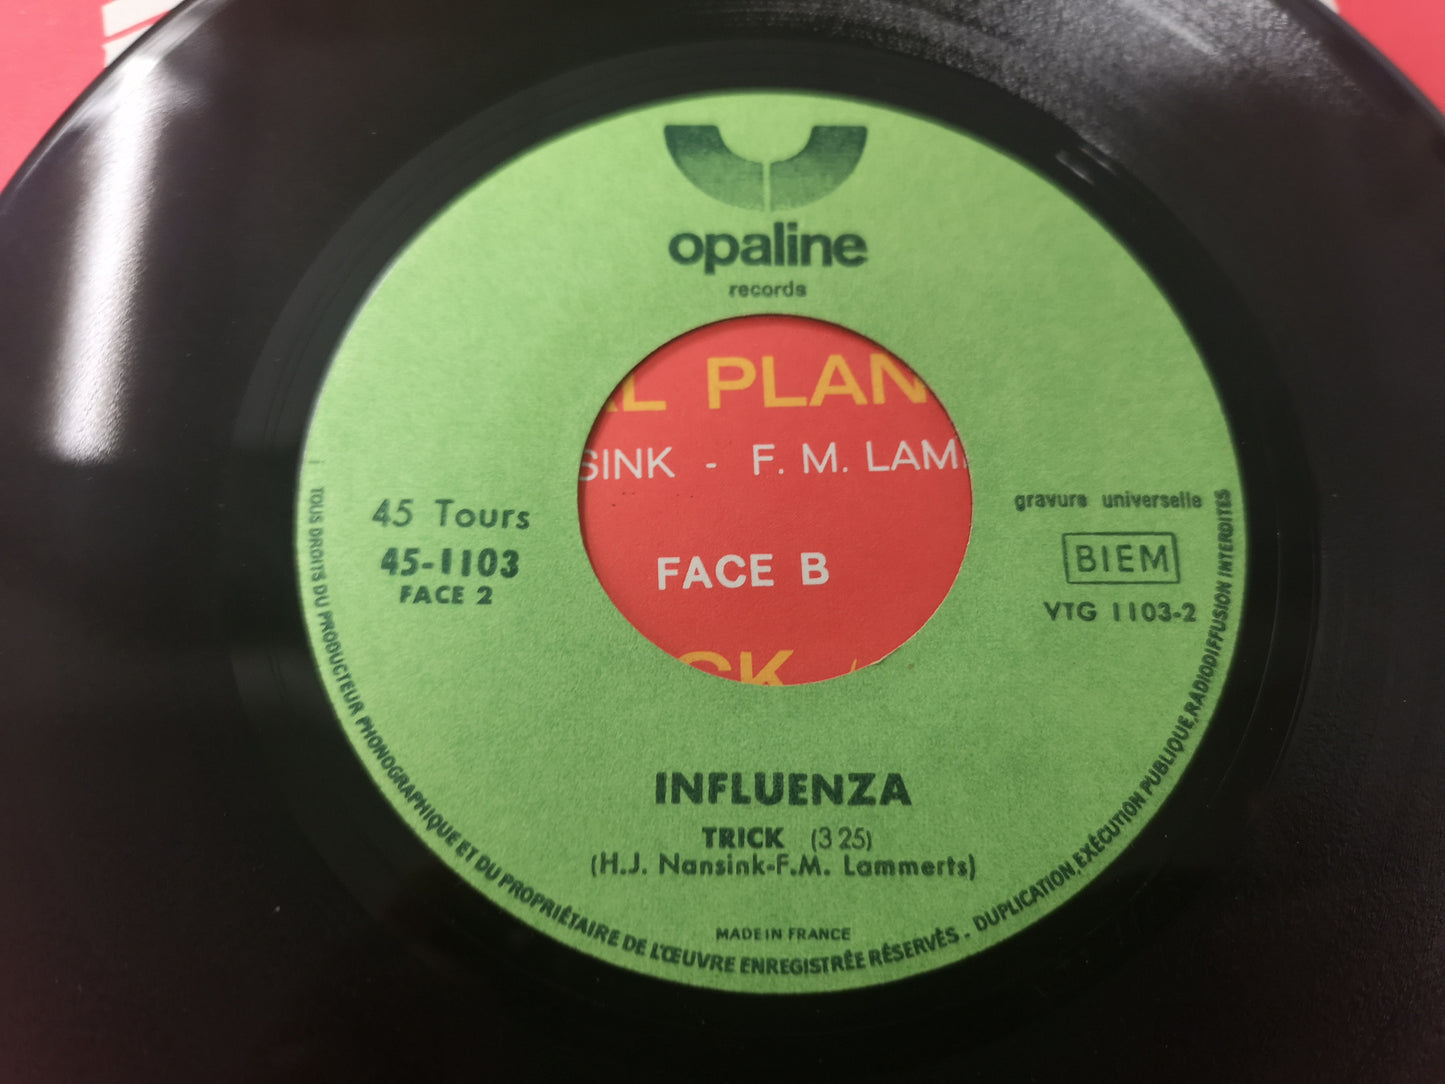 opaline
records
AL PLAN
SINK - F. M. LAM
FACE B
CK
45 Tours
45-1103
FACE 2
gravure universelle
BIEM
VTG 1103-2
INFLUENZA
TRICK (3 25)
(H.J. Nansink-F.M. Lammerts)
MADE IN FRANCE
TOUS DROITS DU PRODUCTEUR PHONOGRAPHIQUE ET DU PROPRIÉTAIRE DE L'ŒUVRE ENREGISTRÉE RÉSERVÉS . DUPLICATION, EXÉCUTION PUBLIQUE, RADIODIFFUSION INTERDITES